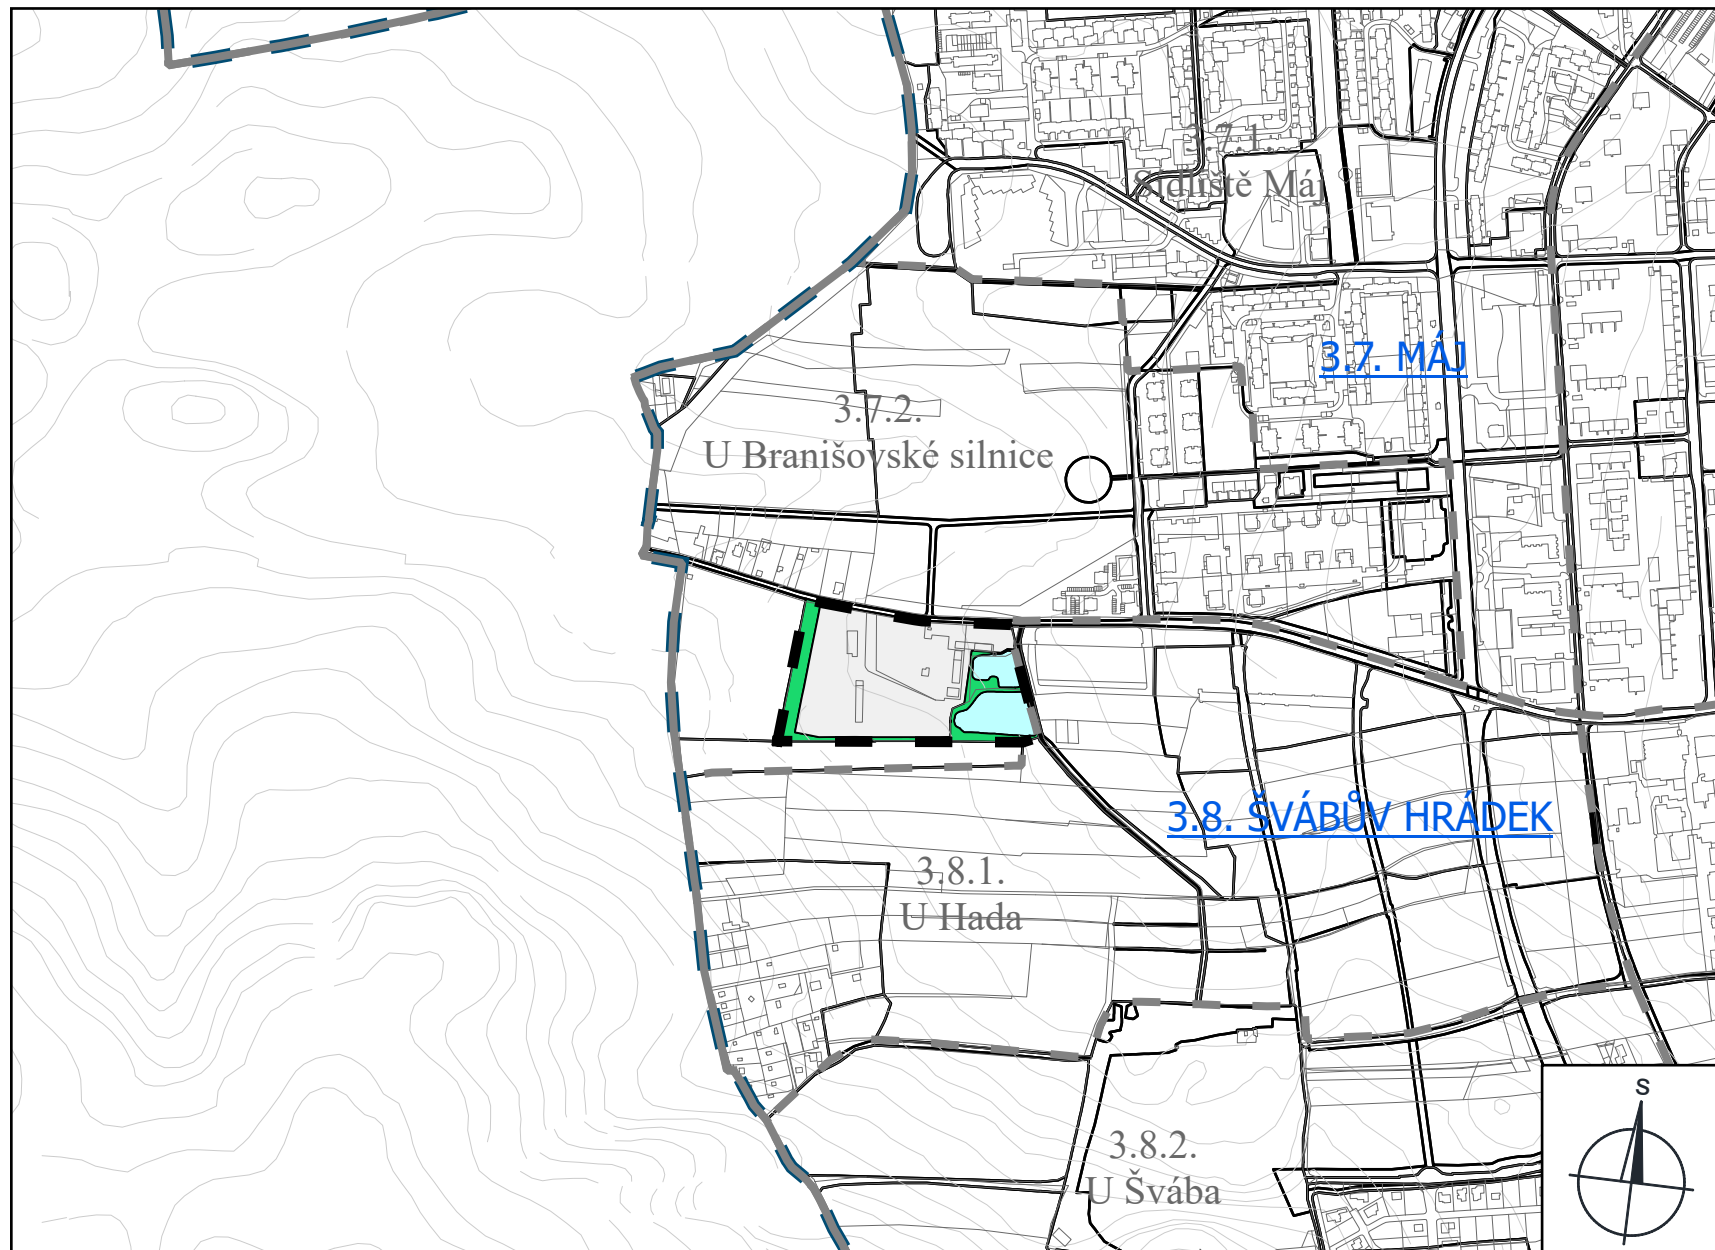 3.7.1.
Sídliště Máj
3.7. MÁJ
3.7.2.
U Branišovské silnice
3.8. ŠVÁBŮV HRÁDEK
3.8.1.
U Hada
S
3.8.2.
U Švába